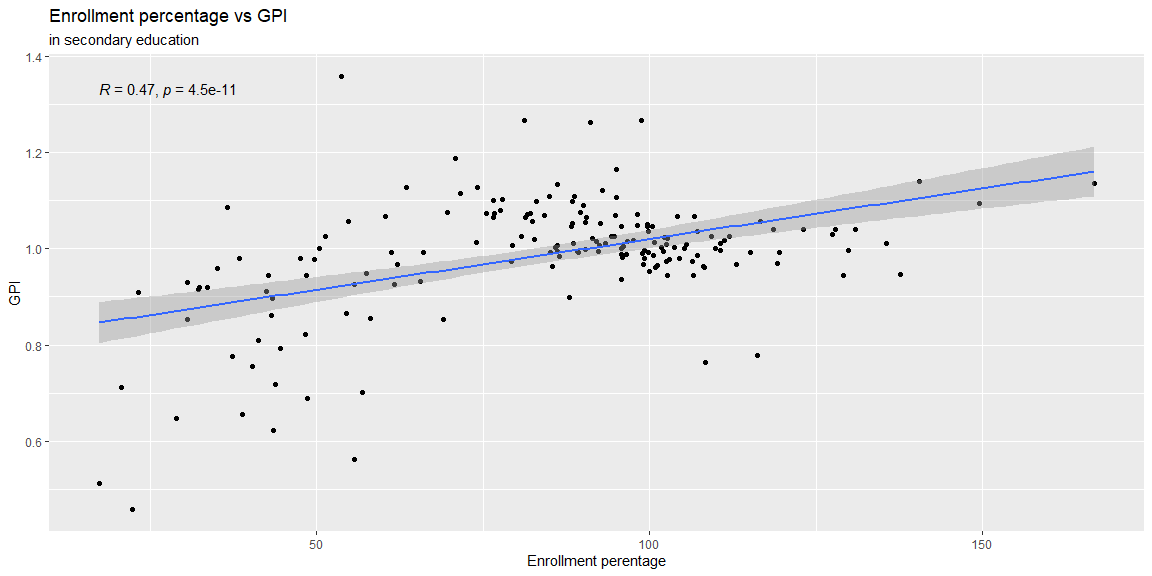 Enrollment percentage vs GPI
in secondary education
R = 0.47, p = 4.5e-11
GPI
1.4
1.2
1.0
0.8
0.6
50
100
150
Enrollment perentage